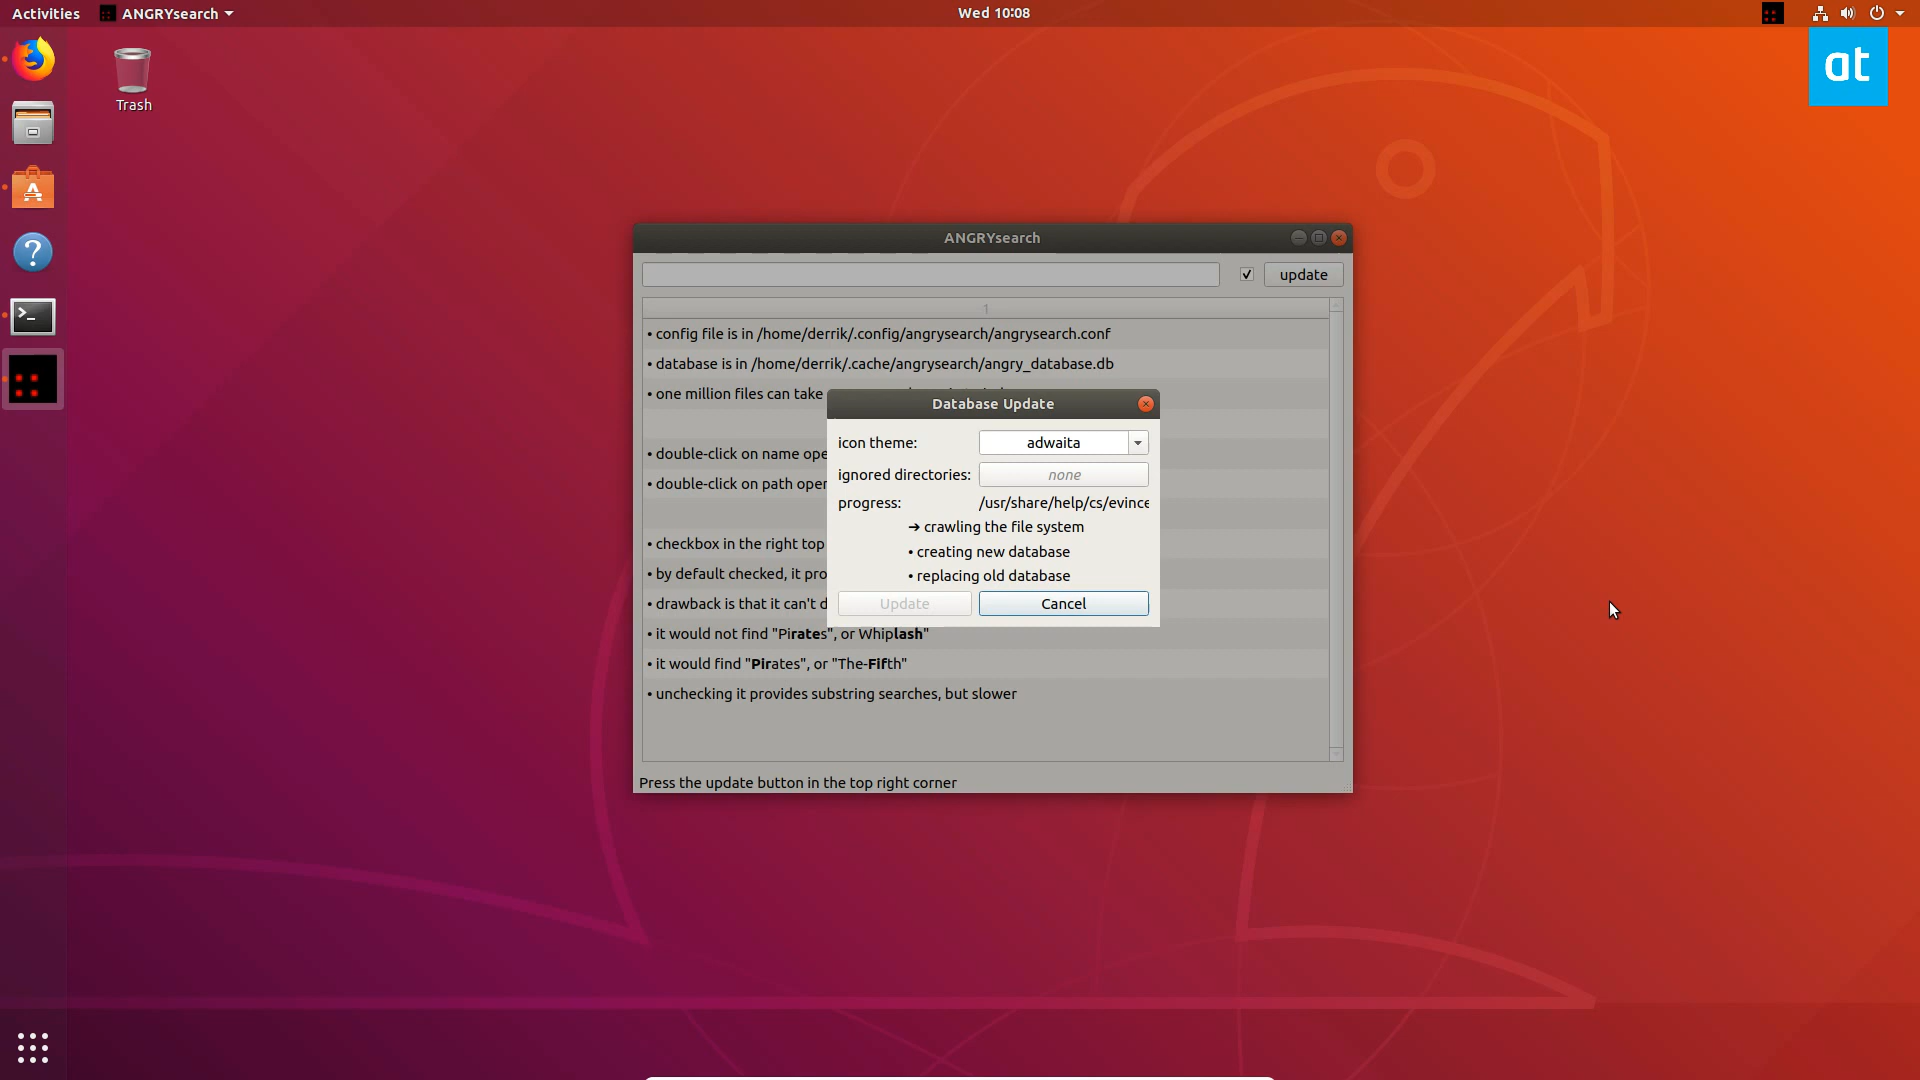 Activities ANGRYsearch Wed 10:08
at
Trash
ANGRYsearch
update
1
• config file is in /home/derrik/.config/angrysearch/angrysearch.conf
• database is in /home/derrik/.cache/angrysearch/angry_database.db
• one million files can take
Database Update
icon theme: adwaita
ignored directories: none
progress: /usr/share/help/cs/evince
➔ crawling the file system
• creating new database
• replacing old database
Update Cancel
• double-click on name ope
• double-click on path oper
• checkbox in the right top
• by default checked, it pro
• drawback is that it can't d
• it would not find "Pirates", or Whiplash"
• it would find "Pirates", or "The-Fifth"
• unchecking it provides substring searches, but slower
Press the update button in the top right corner